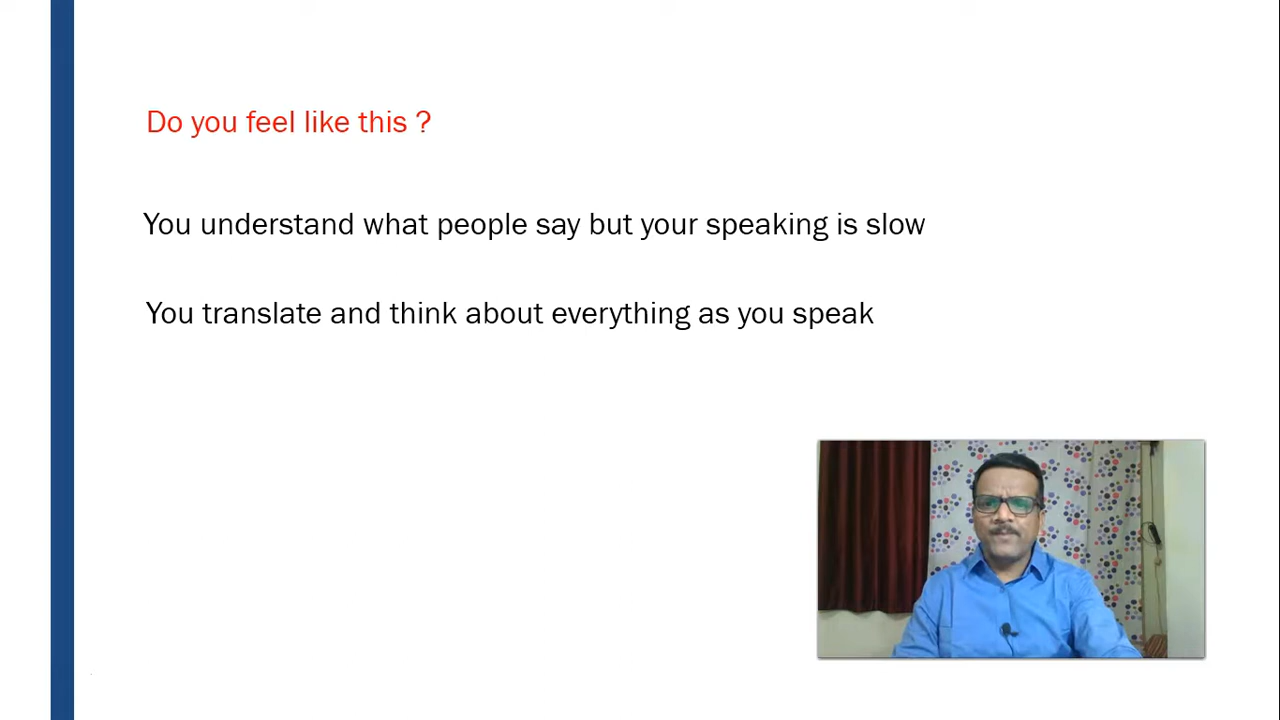 Do you feel like this ?
You understand what people say but your speaking is slow
You translate and think about everything as you speak